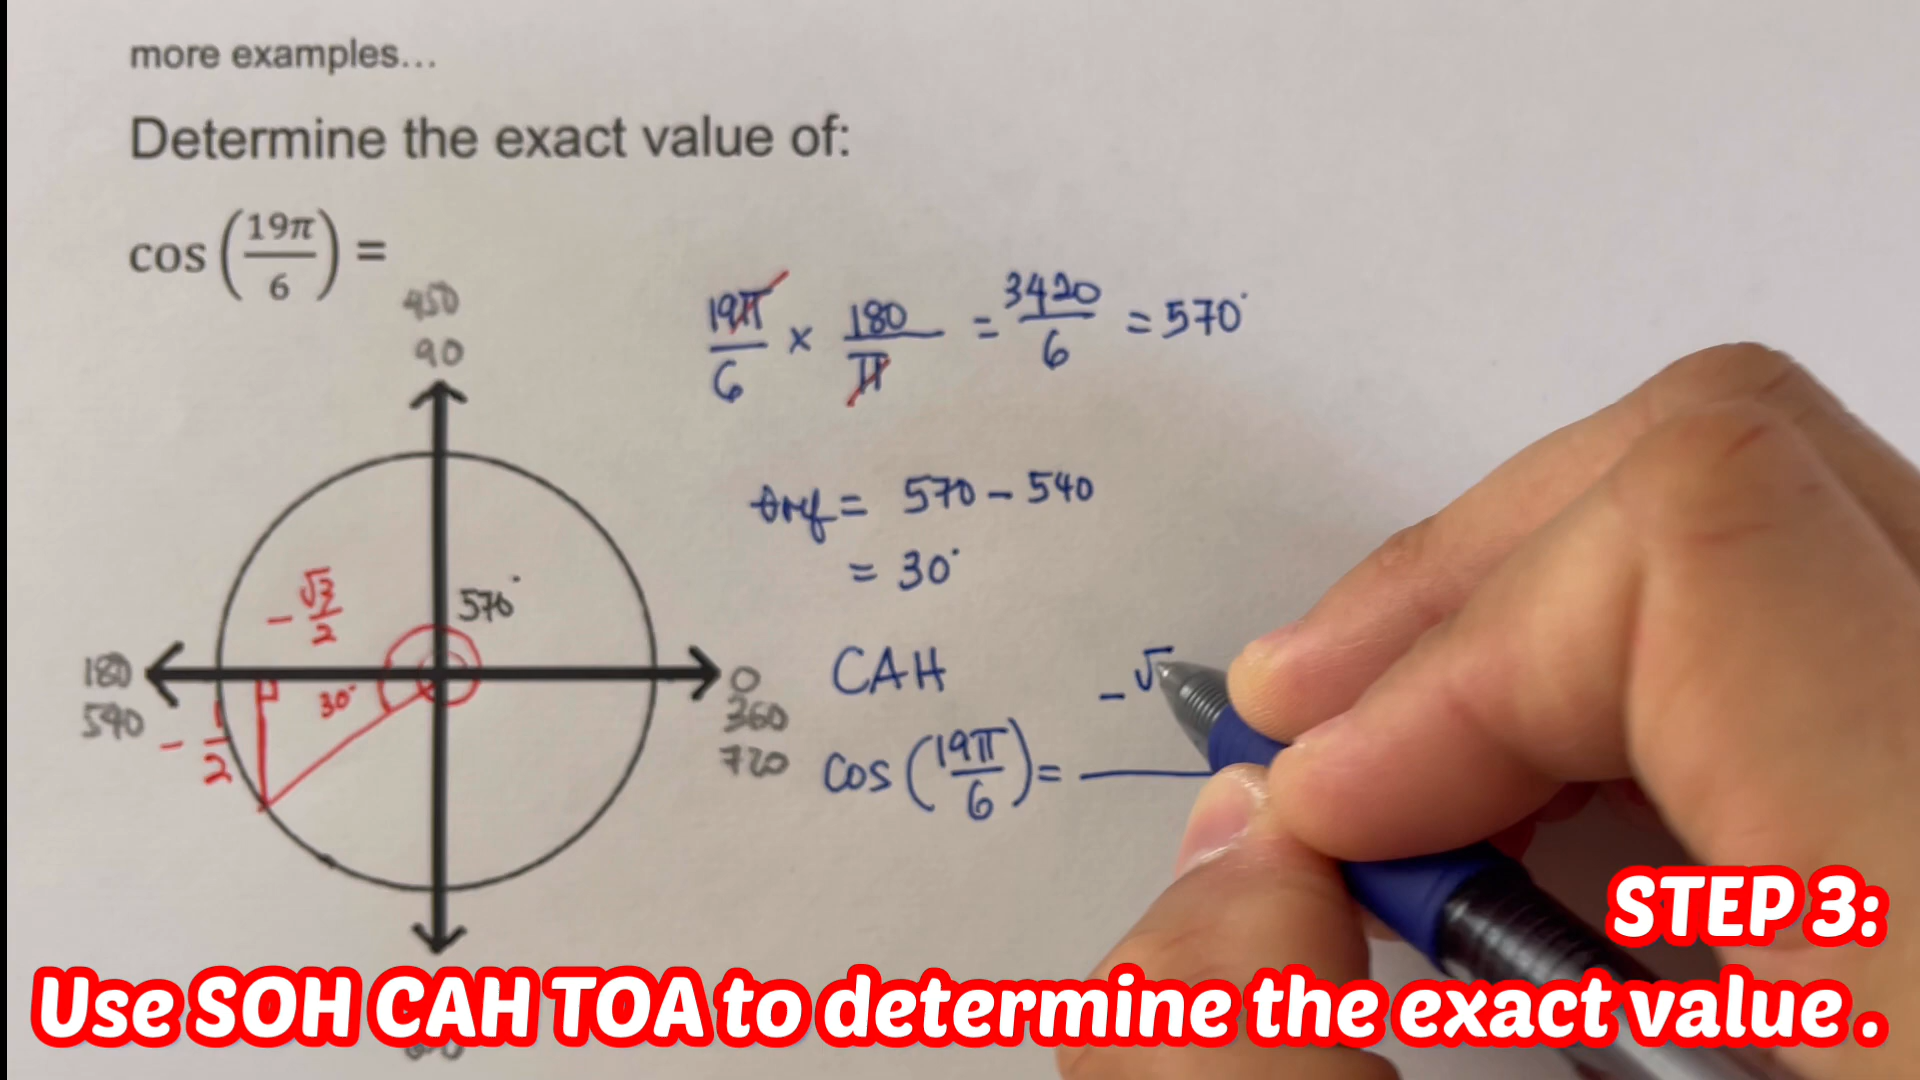 more examples...
Determine the exact value of:
cos(19π/6) =
450
90
19π/6 × 180/π = 3420/6 = 570°
θref = 570 - 540
= 30°
-√3/2
570°
180
540
30°
-1/2
0
360
720
CAH
cos(19π/6) = -√
STEP 3:
Use SOH CAH TOA to determine the exact value.